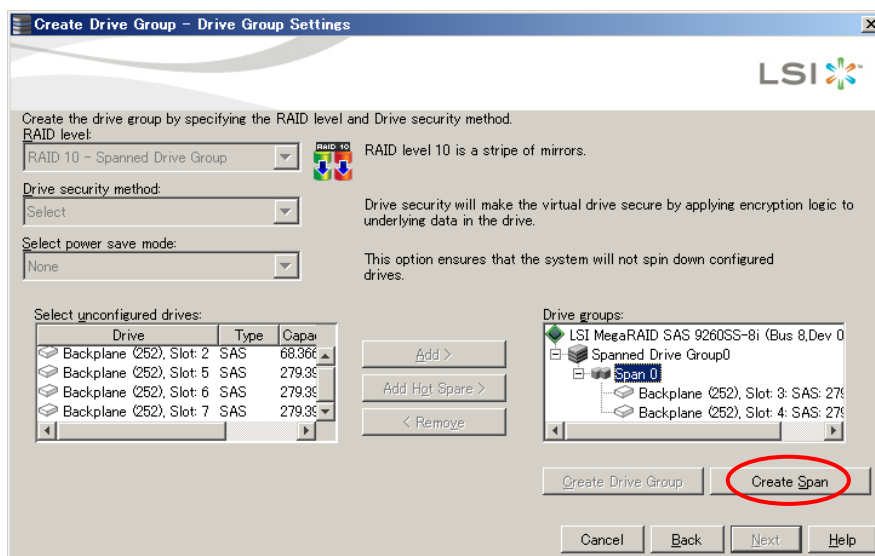 Create Drive Group - Drive Group Settings
LSI
Create the drive group by specifying the RAID level and Drive security method.
RAID level:
RAID 10 - Spanned Drive Group
RAID 10
RAID level 10 is a stripe of mirrors.
Drive security method:
Select
Drive security will make the virtual drive secure by applying encryption logic to
underlying data in the drive.
Select power save mode:
None
This option ensures that the system will not spin down configured
drives.
Select unconfigured drives:
Drive Type Capa
Backplane (252), Slot: 2 SAS 68.366
Backplane (252), Slot: 5 SAS 279.39
Backplane (252), Slot: 6 SAS 279.39
Backplane (252), Slot: 7 SAS 279.39
Add >
Add Hot Spare >
< Remove
Drive groups:
LSI MegaRAID SAS 9260SS-8i (Bus 8,Dev 0
Spanned Drive Group0
Span 0
Backplane (252), Slot: 3: SAS: 279
Backplane (252), Slot: 4: SAS: 279
Create Drive Group
Create Span
Cancel
Back
Next
Help